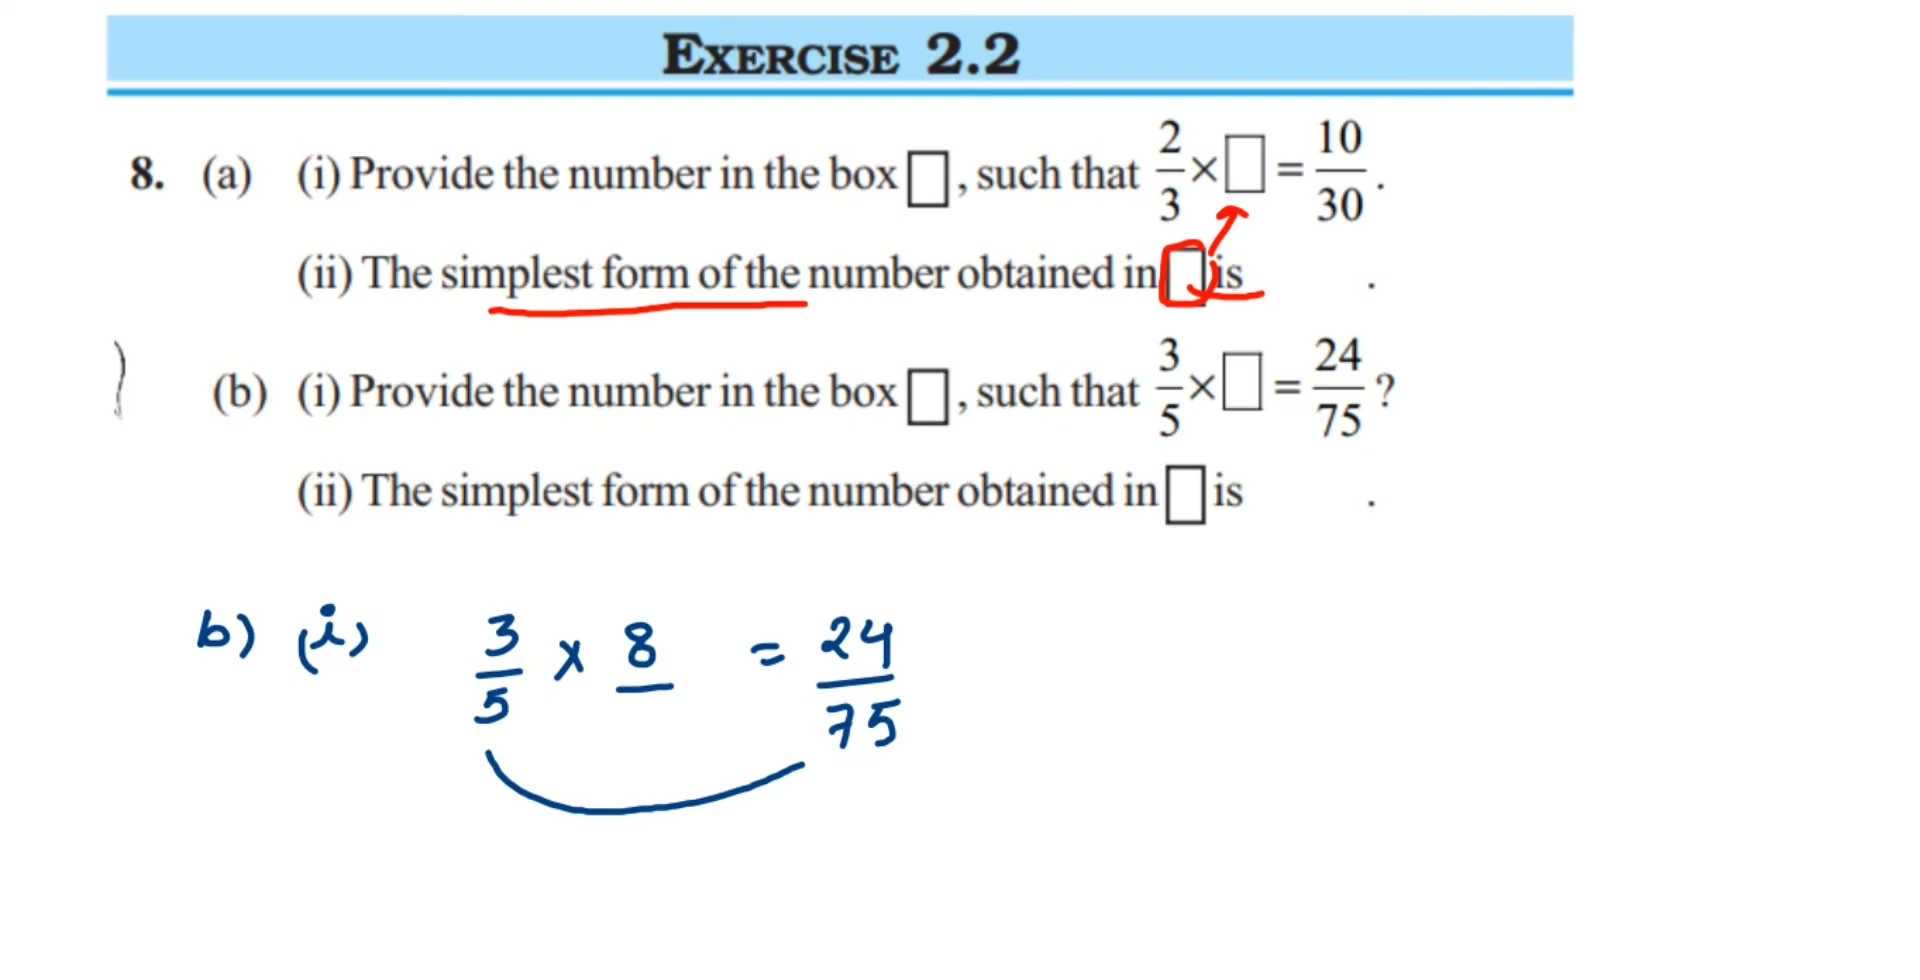 EXERCISE 2.2
8. (a) (i) Provide the number in the box □, such that 2/3 × □ = 10/30.
(ii) The simplest form of the number obtained in □ is .
(b) (i) Provide the number in the box □, such that 3/5 × □ = 24/75 ?
(ii) The simplest form of the number obtained in □ is .
b) (i) 3/5 × 8/ = 24/75